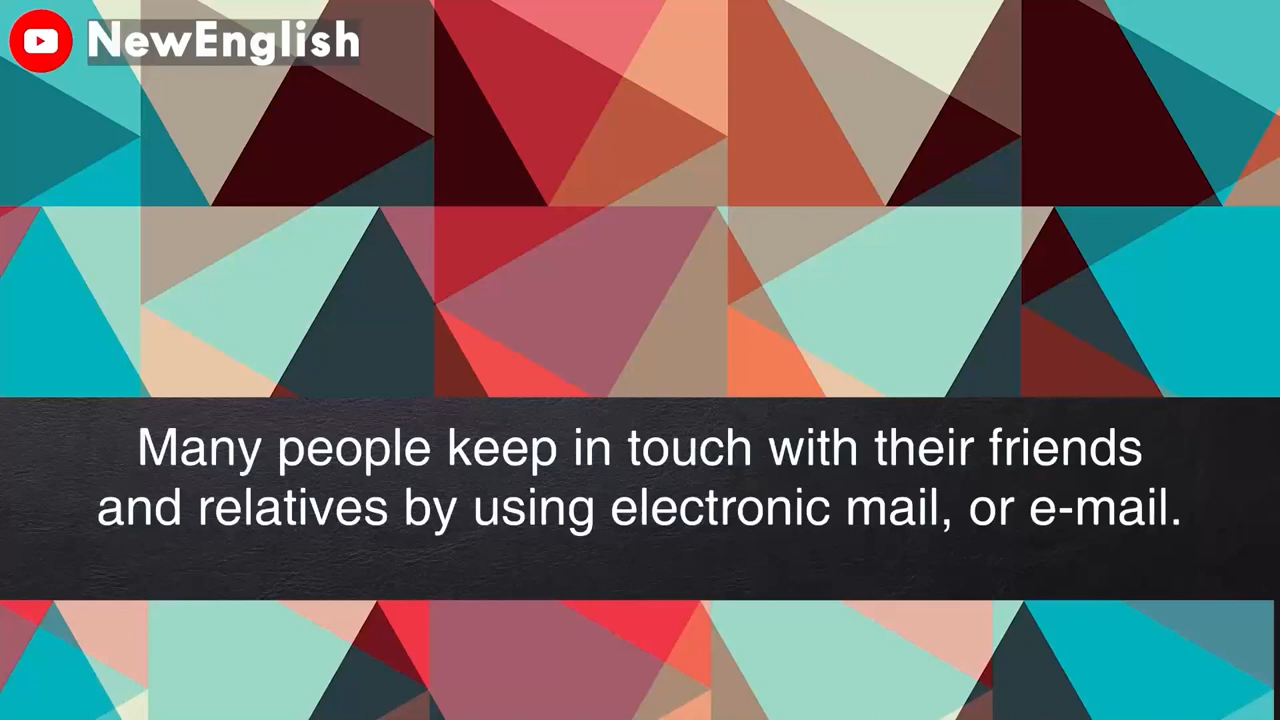 NewEnglish
Many people keep in touch with their friends
and relatives by using electronic mail, or e-mail.